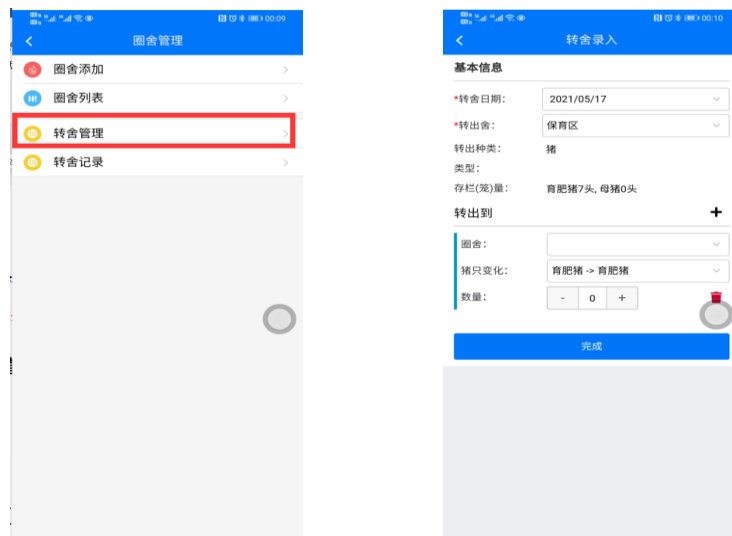 00:09
圈舍管理
圈舍添加
圈舍列表
转舍管理
转舍记录
00:10
转舍录入
基本信息
*转舍日期: 2021/05/17
*转出舍: 保育区
转出种类: 猪
类型:
存栏(笼)量: 育肥猪7头, 母猪0头
转出到 +
圈舍:
猪只变化: 育肥猪 -> 育肥猪
数量: - 0 +
完成